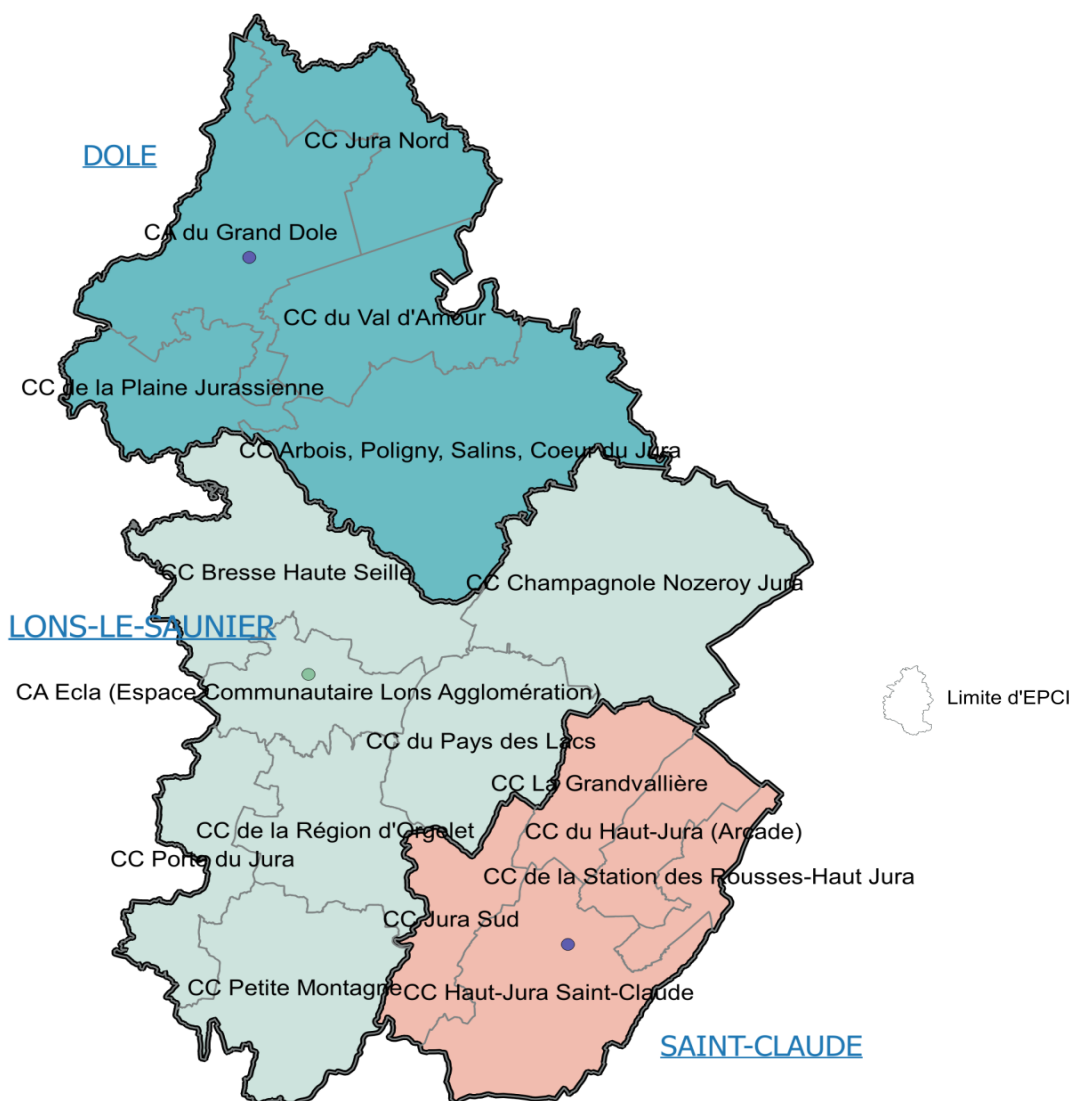 CC Jura Nord
DOLE
CA du Grand Dole
CC du Val d'Amour
CC de la Plaine Jurassienne
CC Arbois, Poligny, Salins, Coeur du Jura
CC Bresse Haute Seille
CC Champagnole Nozeroy Jura
LONS-LE-SAUNIER
CA Ecla (Espace Communautaire Lons Agglomération)
Limite d'EPCI
CC du Pays des Lacs
CC La Grandvallière
CC de la Région d'Orgelet
CC du Haut-Jura (Arcade)
CC Porte du Jura
CC de la Station des Rousses-Haut Jura
CC Jura Sud
CC Petite Montagne
CC Haut-Jura Saint-Claude
SAINT-CLAUDE